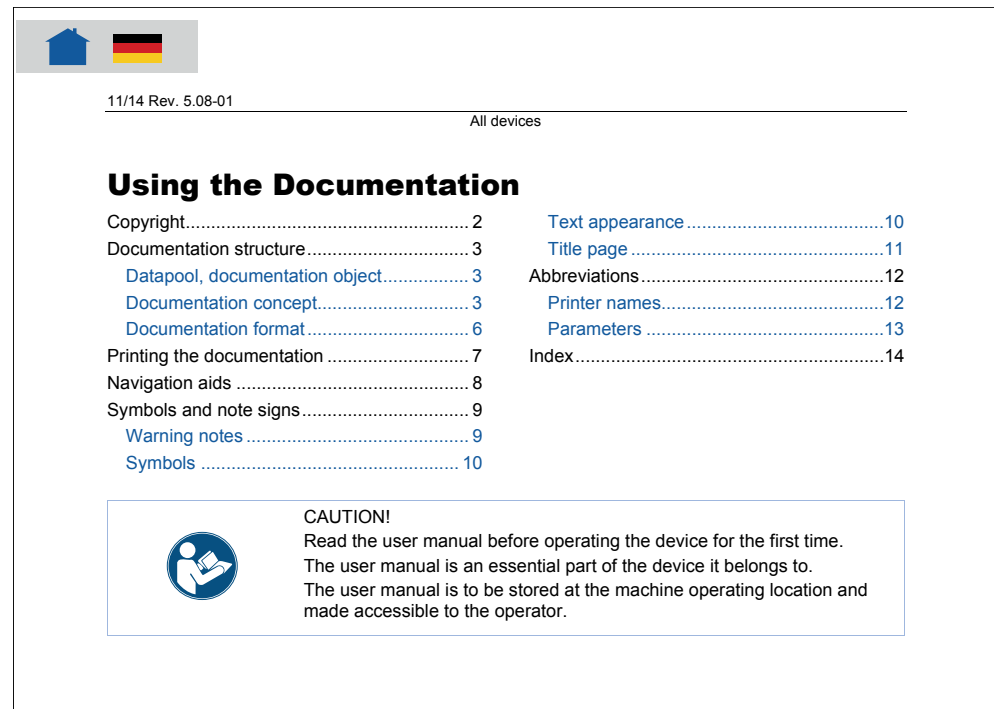 11/14 Rev. 5.08-01
All devices
Using the Documentation
Copyright........................................................ 2
Documentation structure................................ 3
Datapool, documentation object................. 3
Documentation concept.............................. 3
Documentation format ................................ 6
Printing the documentation ............................ 7
Navigation aids .............................................. 8
Symbols and note signs................................. 9
Warning notes ............................................ 9
Symbols ................................................... 10
Text appearance.......................................10
Title page ..................................................11
Abbreviations................................................12
Printer names............................................12
Parameters ...............................................13
Index.............................................................14
CAUTION!
Read the user manual before operating the device for the first time.
The user manual is an essential part of the device it belongs to.
The user manual is to be stored at the machine operating location and
made accessible to the operator.